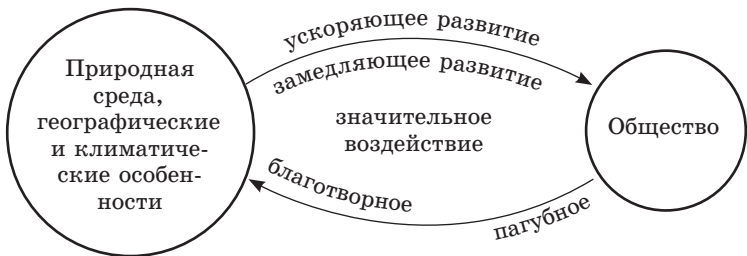 ускоряющее развитие
замедляющее развитие
Природная
среда,
географические
и климатиче-
ские особен-
ности
значительное
воздействие
Общество
благотворное
пагубное